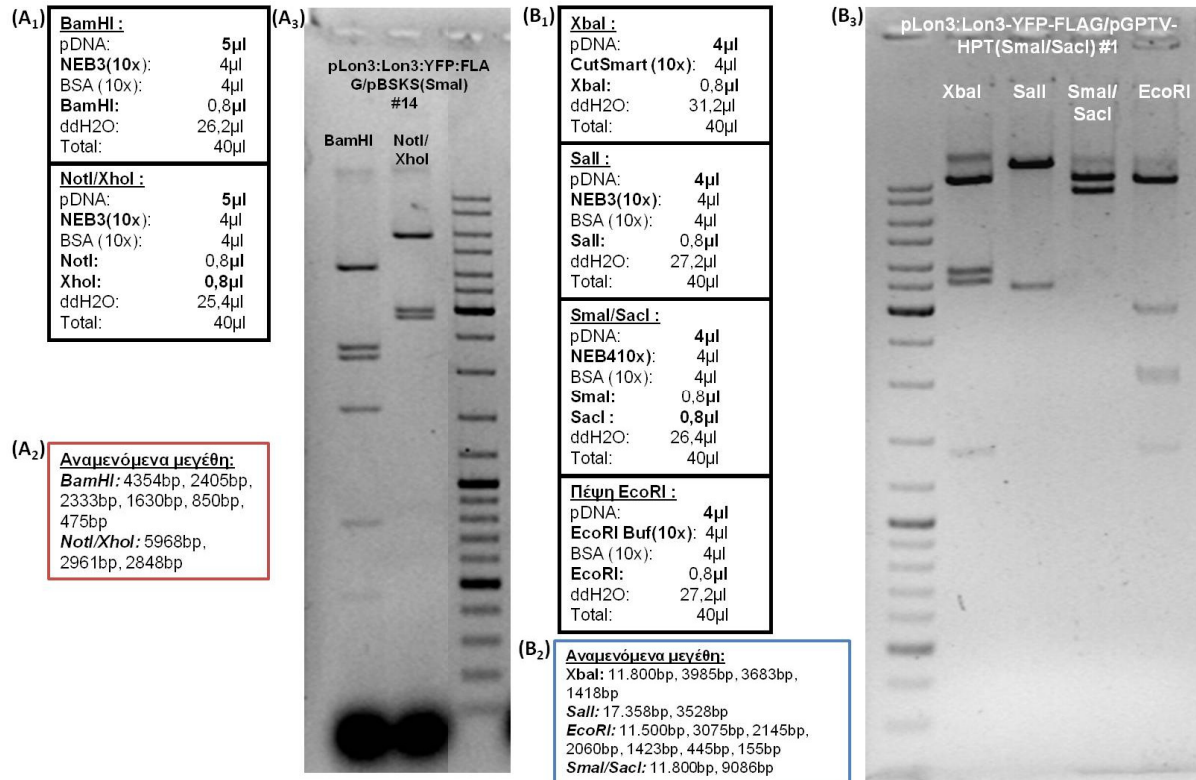 (A1)
BamHI :
pDNA: 5μl
NEB3(10x): 4μl
BSA (10x): 4μl
BamHI: 0,8μl
ddH2O: 26,2μl
Total: 40μl
NotI/XhoI :
pDNA: 5μl
NEB3(10x): 4μl
BSA (10x): 4μl
NotI: 0,8μl
XhoI: 0,8μl
ddH2O: 25,4μl
Total: 40μl
(A2)
Αναμενόμενα μεγέθη:
BamHI: 4354bp, 2405bp,
2333bp, 1630bp, 850bp,
475bp
NotI/XhoI: 5968bp,
2961bp, 2848bp
(A3)
pLon3:Lon3:YFP:FLA
G/pBSKS(SmaI)
#14
BamHI NotI/
XhoI
(B1)
XbaI :
pDNA: 4μl
CutSmart (10x): 4μl
XbaI: 0,8μl
ddH2O: 31,2μl
Total: 40μl
SalI :
pDNA: 4μl
NEB3(10x): 4μl
BSA (10x): 4μl
SalI: 0,8μl
ddH2O: 27,2μl
Total: 40μl
SmaI/SacI :
pDNA: 4μl
NEB410x): 4μl
BSA (10x): 4μl
SmaI: 0,8μl
SacI: 0,8μl
ddH2O: 26,4μl
Total: 40μl
Πέψη EcoRI :
pDNA: 4μl
EcoRI Buf(10x): 4μl
BSA (10x): 4μl
EcoRI: 0,8μl
ddH2O: 27,2μl
Total: 40μl
(B2)
Αναμενόμενα μεγέθη:
XbaI: 11.800bp, 3985bp, 3683bp,
1418bp
SalI: 17.358bp, 3528bp
EcoRI: 11.500bp, 3075bp, 2145bp,
2060bp, 1423bp, 445bp, 155bp
SmaI/SacI: 11.800bp, 9086bp
(B3)
pLon3:Lon3-YFP-FLAG/pGPTV-
HPT(SmaI/SacI) #1
XbaI SalI SmaI/ EcoRI
SacI